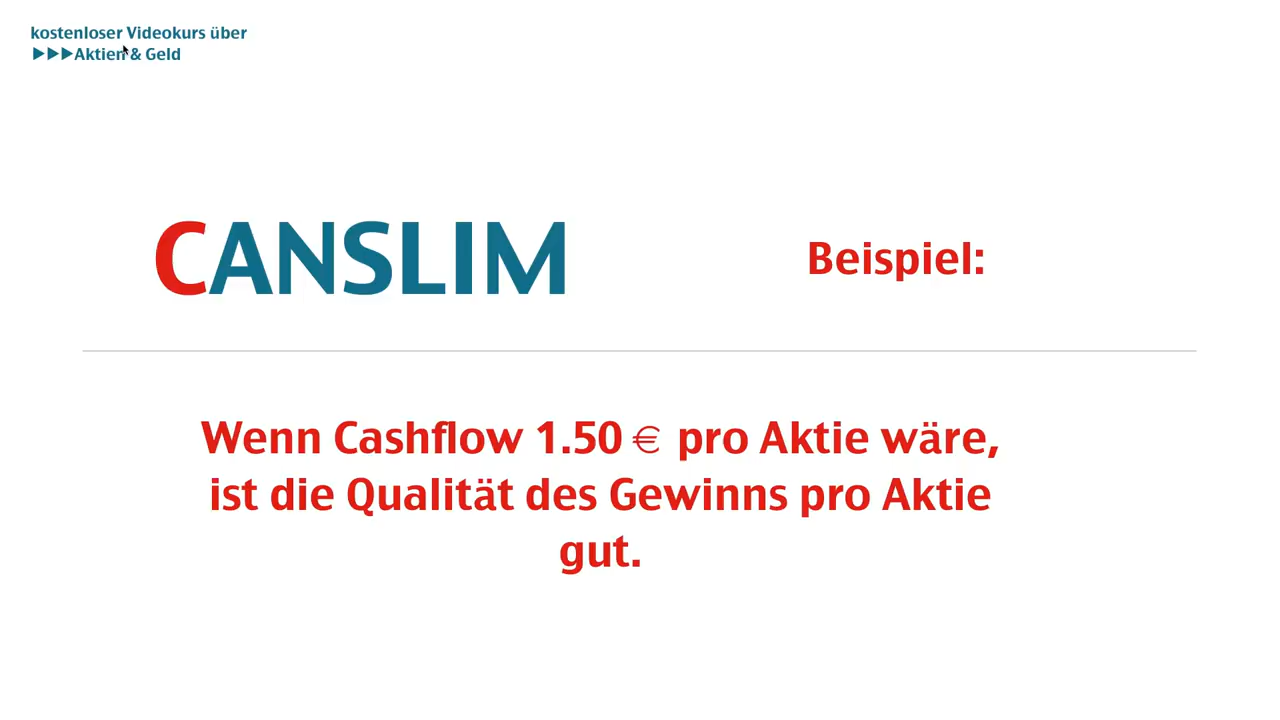 kostenloser Videokurs über
▶▶▶Aktien & Geld
CANSLIM
Beispiel:
Wenn Cashflow 1.50 € pro Aktie wäre,
ist die Qualität des Gewinns pro Aktie
gut.